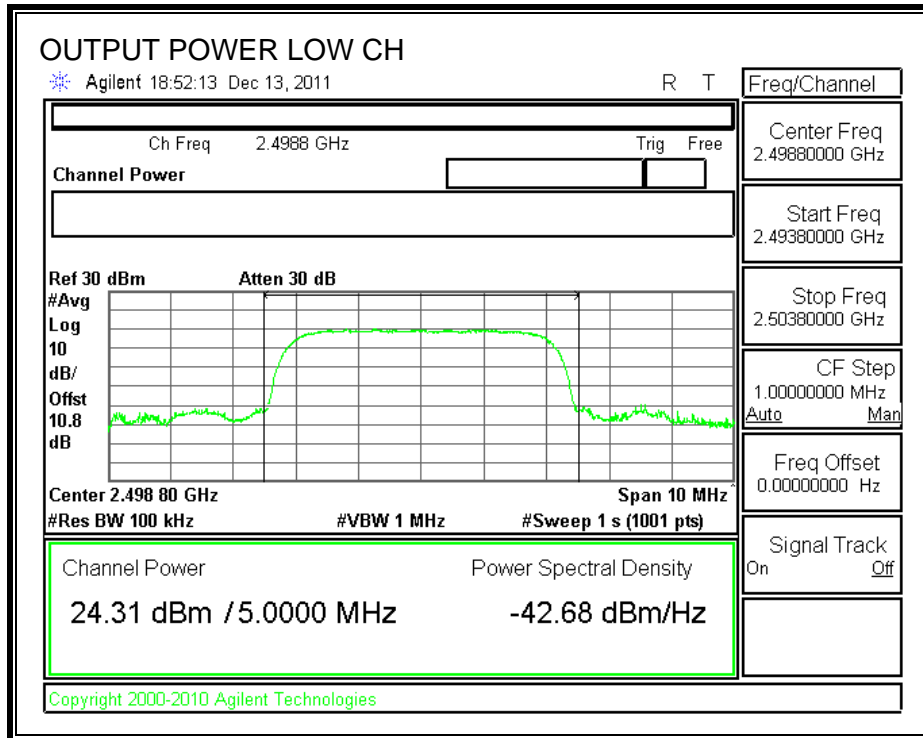 OUTPUT POWER LOW CH
Agilent 18:52:13 Dec 13, 2011 R T
Freq/Channel
Ch Freq 2.4988 GHz Trig Free
Channel Power
Center Freq
2.49880000 GHz
Start Freq
2.49380000 GHz
Stop Freq
2.50380000 GHz
CF Step
1.00000000 MHz
Auto Man
Freq Offset
0.00000000 Hz
Signal Track
On Off
Ref 30 dBm Atten 30 dB
#Avg
Log
10
dB/
Offst
10.8
dB
Center 2.498 80 GHz Span 10 MHz
#Res BW 100 kHz #VBW 1 MHz #Sweep 1 s (1001 pts)
Channel Power Power Spectral Density
24.31 dBm / 5.0000 MHz -42.68 dBm/Hz
Copyright 2000-2010 Agilent Technologies